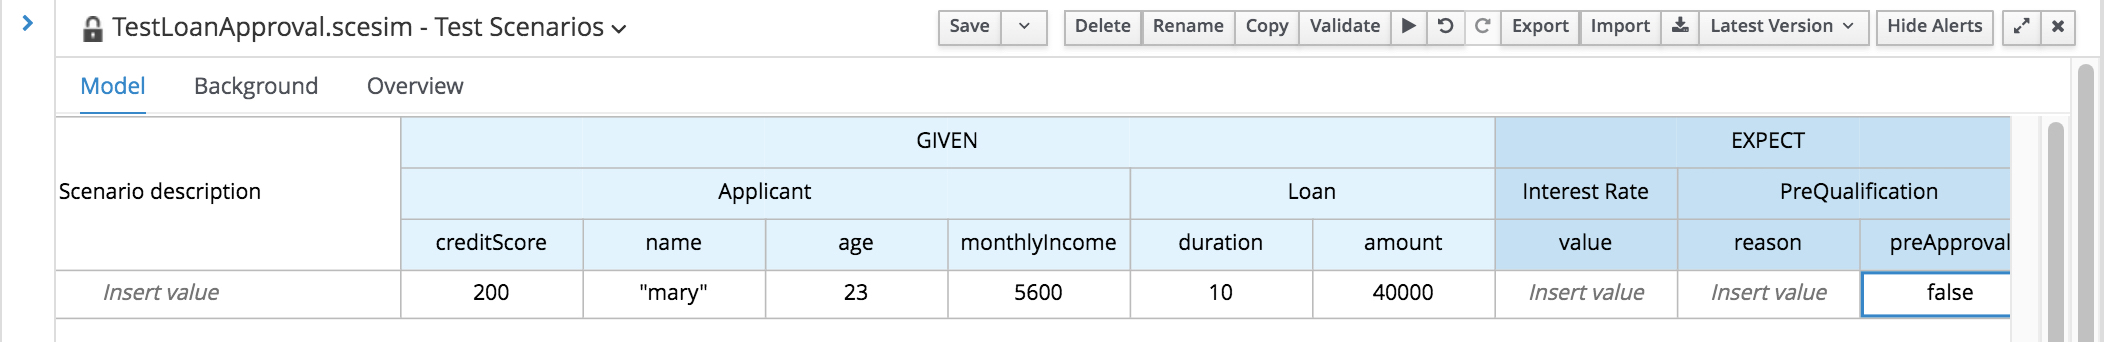 TestLoanApproval.scesim - Test Scenarios
Save Delete Rename Copy Validate Export Import Latest Version Hide Alerts
Model Background Overview
GIVEN EXPECT
Scenario description Applicant Loan Interest Rate PreQualification
creditScore name age monthlyIncome duration amount value reason preApproval
Insert value 200 "mary" 23 5600 10 40000 Insert value Insert value false